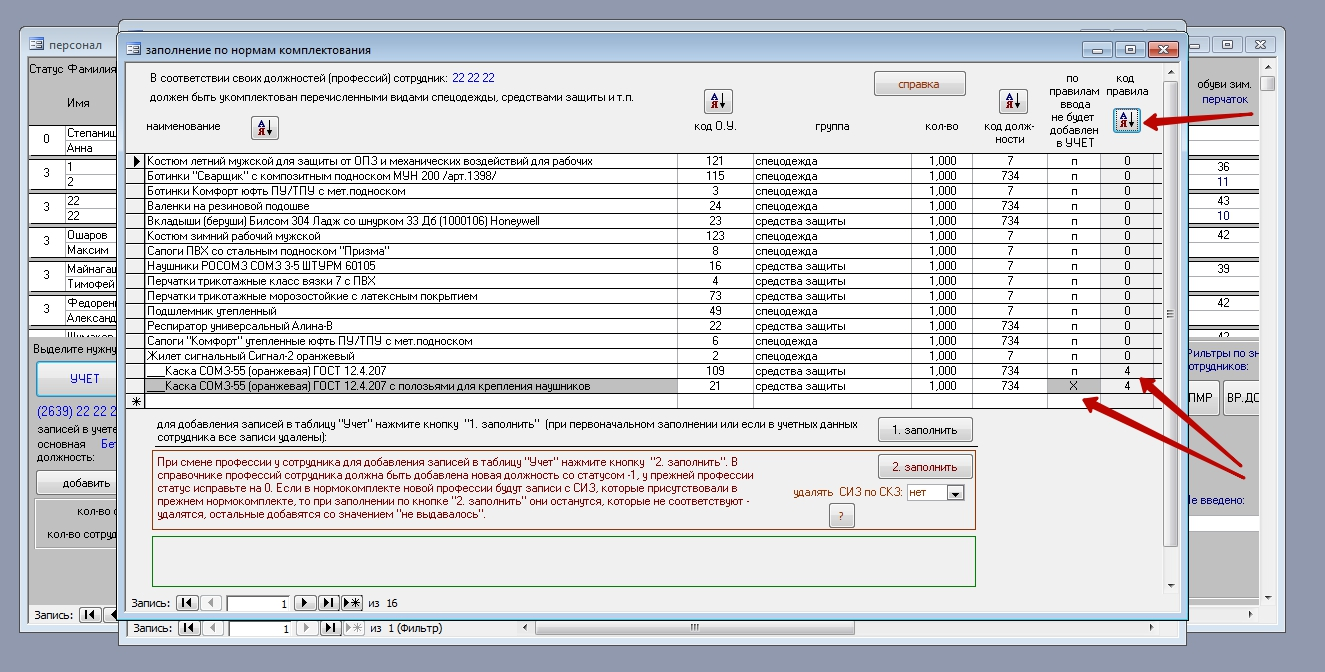 персонал
заполнение по нормам комплектования
Статус Фамилия
Имя
0 Степанищ
Анна
3 1
2
3 22
22
3 Ошаров
Максим
3 Майнагаш
Тимофей
3 Федорен
Александ
Выделите нужну
УЧЕТ
(2639) 22 22 2
записей в учете
основная Бет
должность:
добавить
кол-во с
кол-во сотруд
Запись:
В соответствии своих должностей (профессий) сотрудник: 22 22 22
должен быть укомплектован перечисленными видами спецодежды, средствами защиты и т.п.
справка
наименование
код О.У.
группа
кол-во
код долж-
ности
по
правилам
ввода
не будет
добавлен
в УЧЕТ
код
правила
Костюм летний мужской для защиты от ОПЗ и механических воздействий для рабочих 121 спецодежда 1,000 7 п 0
Ботинки "Сварщик" с композитным подноском МУН 200 /арт.1398/ 115 спецодежда 1,000 734 п 0
Ботинки Комфорт юфть ПУ/ТПУ с мет.подноском 3 спецодежда 1,000 7 п 0
Валенки на резиновой подошве 24 спецодежда 1,000 734 п 0
Вкладыши (беруши) Билсом 304 Ладж со шнурком 33 Дб (1000106) Honeywell 23 средства защиты 1,000 734 п 0
Костюм зимний рабочий мужской 123 спецодежда 1,000 7 п 0
Сапоги ПВХ со стальным подноском "Призма" 8 спецодежда 1,000 7 п 0
Наушники РОСОМЗ СОМЗ 3-5 ШТУРМ 60105 16 средства защиты 1,000 7 п 0
Перчатки трикотажные класс вязки 7 с ПВХ 4 средства защиты 1,000 7 п 0
Перчатки трикотажные морозостойкие с латексным покрытием 73 средства защиты 1,000 7 п 0
Подшлемник утепленный 49 спецодежда 1,000 7 п 0
Респиратор универсальный Алина-В 22 средства защиты 1,000 734 п 0
Сапоги "Комфорт" утепленные юфть ПУ/ТПУ с мет.подноском 6 спецодежда 1,000 734 п 0
Жилет сигнальный Сигнал-2 оранжевый 2 спецодежда 1,000 7 п 0
___Каска СОМЗ-55 (оранжевая) ГОСТ 12.4.207 109 средства защиты 1,000 734 п 4
___Каска СОМЗ-55 (оранжевая) ГОСТ 12.4.207 с полозьями для крепления наушников 21 средства защиты 1,000 734 X 4
для добавления записей в таблицу "Учет" нажмите кнопку "1. заполнить" (при первоначальном заполнении или если в учетных данных
сотрудника все записи удалены):
1. заполнить
При смене профессии у сотрудника для добавления записей в таблицу "Учет" нажмите кнопку "2. заполнить". В
справочнике профессий сотрудника должна быть добавлена новая должность со статусом -1, у прежней профессии
статус исправьте на 0. Если в нормокомплекте новой профессии будут записи с СИЗ, которые присутствовали в
прежнем нормокомплекте, то при заполнении по кнопке "2. заполнить" они останутся, которые не соответствуют -
удалятся, остальные добавятся со значением "не выдавалось".
2. заполнить
удалять СИЗ по СКЗ: нет
?
Запись: 1 из 16
Запись: 1 из 1 (Фильтр)
обуви зим.
перчаток
36
11
43
10
42
39
42
42
Фильтры по зн
отрудников:
ПМР
ВР.ДО
Не введено: